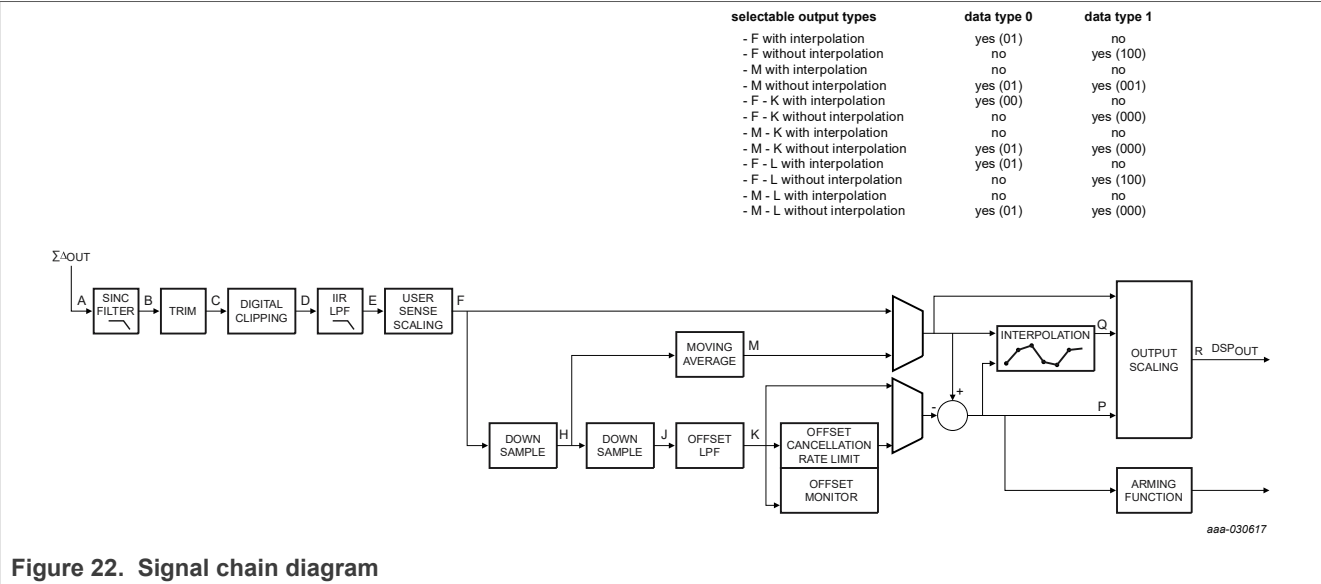 selectable output types data type 0 data type 1
- F with interpolation yes (01) no
- F without interpolation no yes (100)
- M with interpolation no no
- M without interpolation yes (01) yes (001)
- F - K with interpolation yes (00) no
- F - K without interpolation no yes (000)
- M - K with interpolation no no
- M - K without interpolation yes (01) yes (000)
- F - L with interpolation yes (01) no
- F - L without interpolation no yes (100)
- M - L with interpolation no no
- M - L without interpolation yes (01) yes (000)
ΣΔOUT
A
SINC
FILTER
B
TRIM
C
DIGITAL
CLIPPING
D
IIR
LPF
E
USER
SENSE
SCALING
F
MOVING
AVERAGE
M
INTERPOLATION
Q
OUTPUT
SCALING
R DSPOUT
+
-
P
DOWN
SAMPLE
H
DOWN
SAMPLE
J
OFFSET
LPF
K
OFFSET
CANCELLATION
RATE LIMIT
OFFSET
MONITOR
ARMING
FUNCTION
aaa-030617
Figure 22. Signal chain diagram